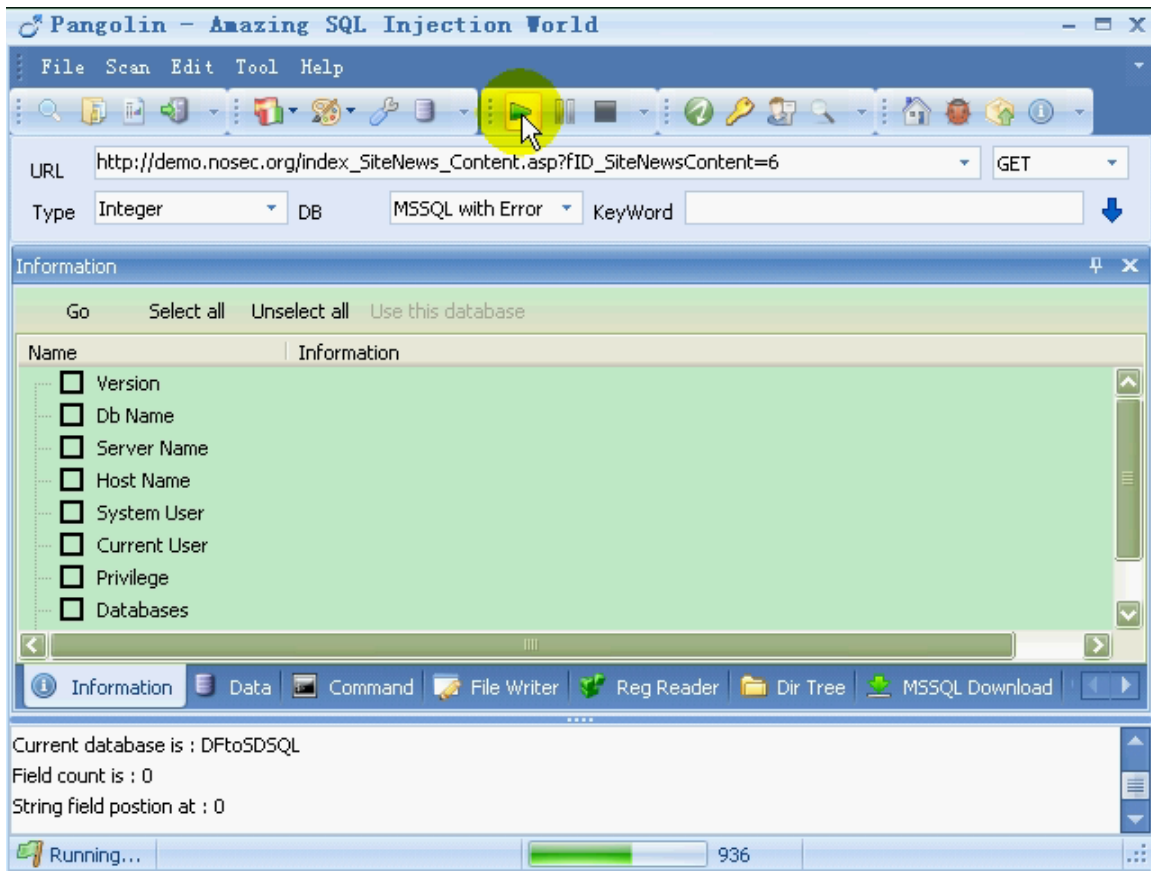 Pangolin - Amazing SQL Injection World
File Scan Edit Tool Help
URL http://demo.nosec.org/index_SiteNews_Content.asp?fID_SiteNewsContent=6 GET
Type Integer DB MSSQL with Error KeyWord
Information
Go Select all Unselect all Use this database
Name Information
Version
Db Name
Server Name
Host Name
System User
Current User
Privilege
Databases
Information Data Command File Writer Reg Reader Dir Tree MSSQL Download
Current database is : DFtoSDSQL
Field count is : 0
String field postion at : 0
Running... 936